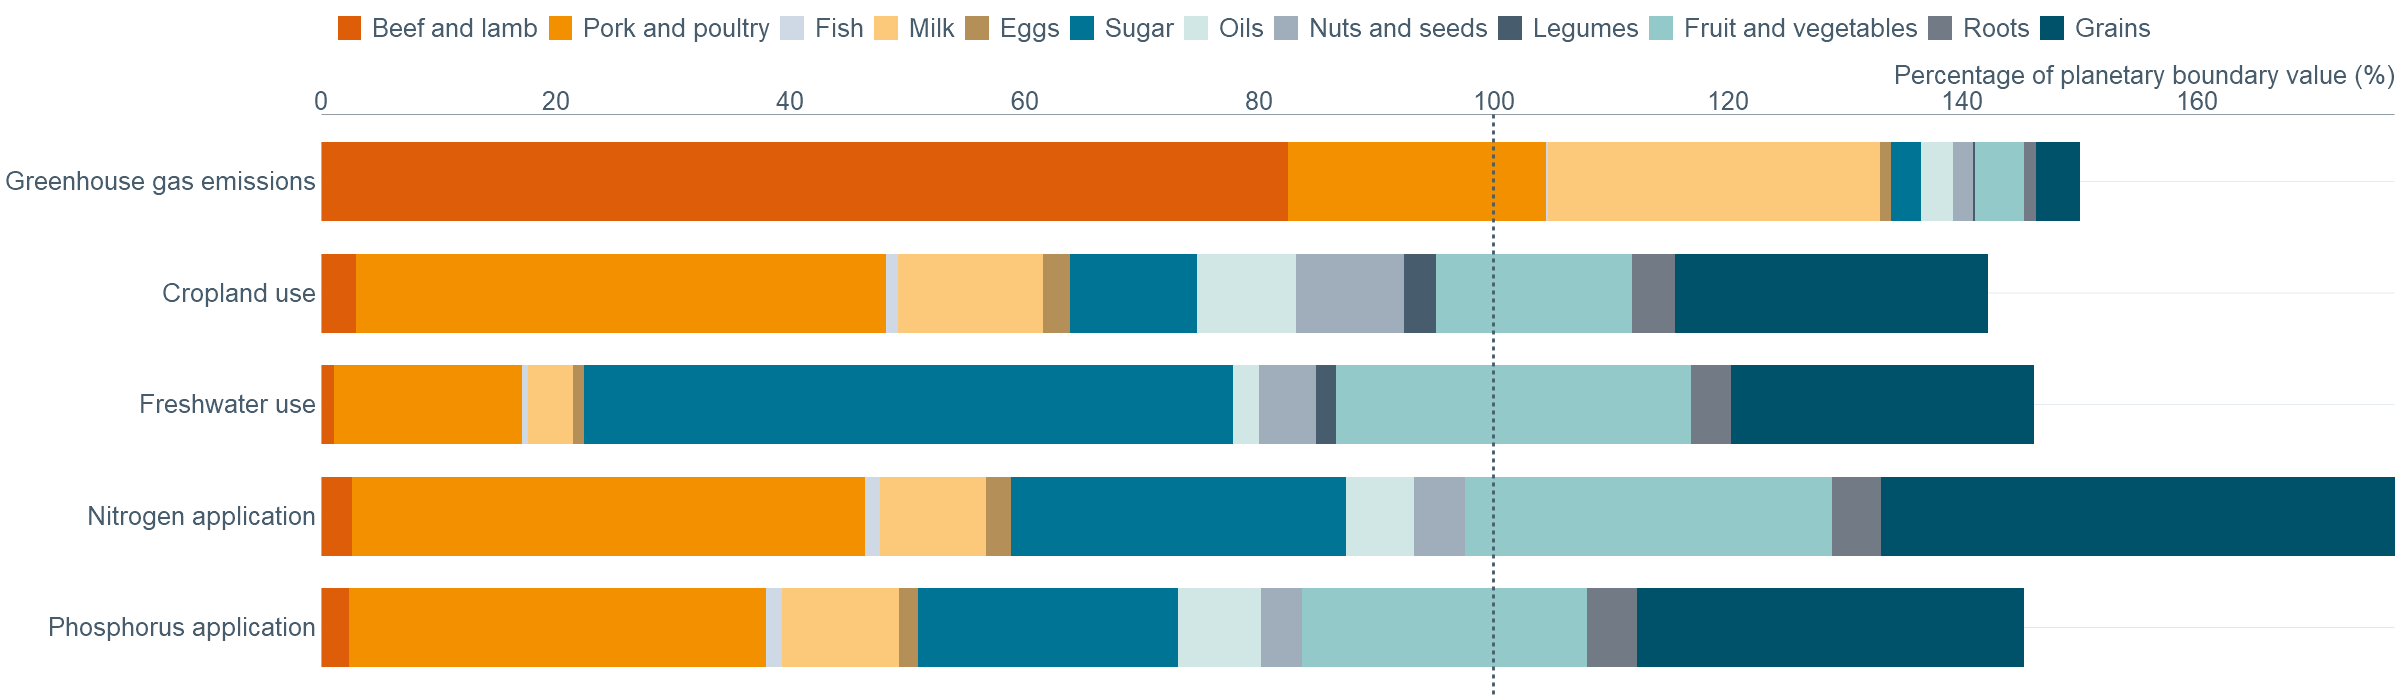 Beef and lamb Pork and poultry Fish Milk Eggs Sugar Oils Nuts and seeds Legumes Fruit and vegetables Roots Grains
Percentage of planetary boundary value (%)
0 20 40 60 80 100 120 140 160
Greenhouse gas emissions
Cropland use
Freshwater use
Nitrogen application
Phosphorus application